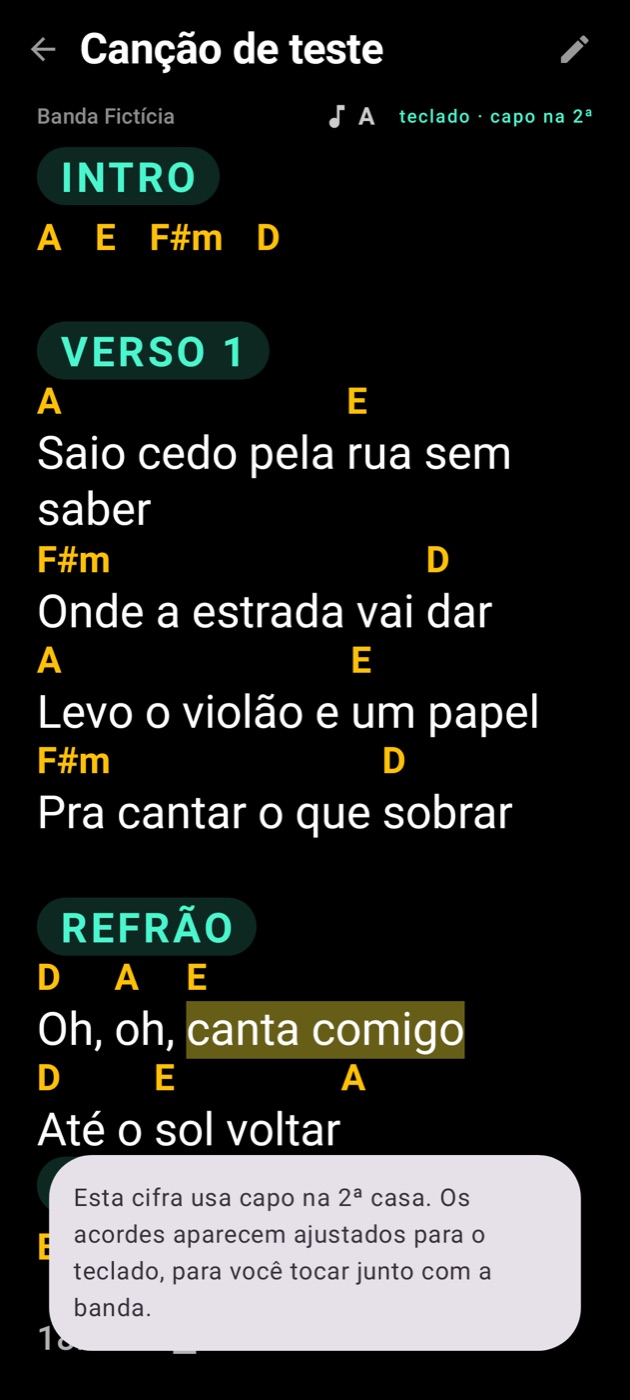 Canção de teste
Banda Fictícia A teclado · capo na 2ª
INTRO
A E F#m D
VERSO 1
A E
Saio cedo pela rua sem
saber
F#m D
Onde a estrada vai dar
A E
Levo o violão e um papel
F#m D
Pra cantar o que sobrar
REFRÃO
D A E
Oh, oh, canta comigo
D E A
Até o sol voltar
Esta cifra usa capo na 2ª casa. Os
acordes aparecem ajustados para o
teclado, para você tocar junto com a
banda.